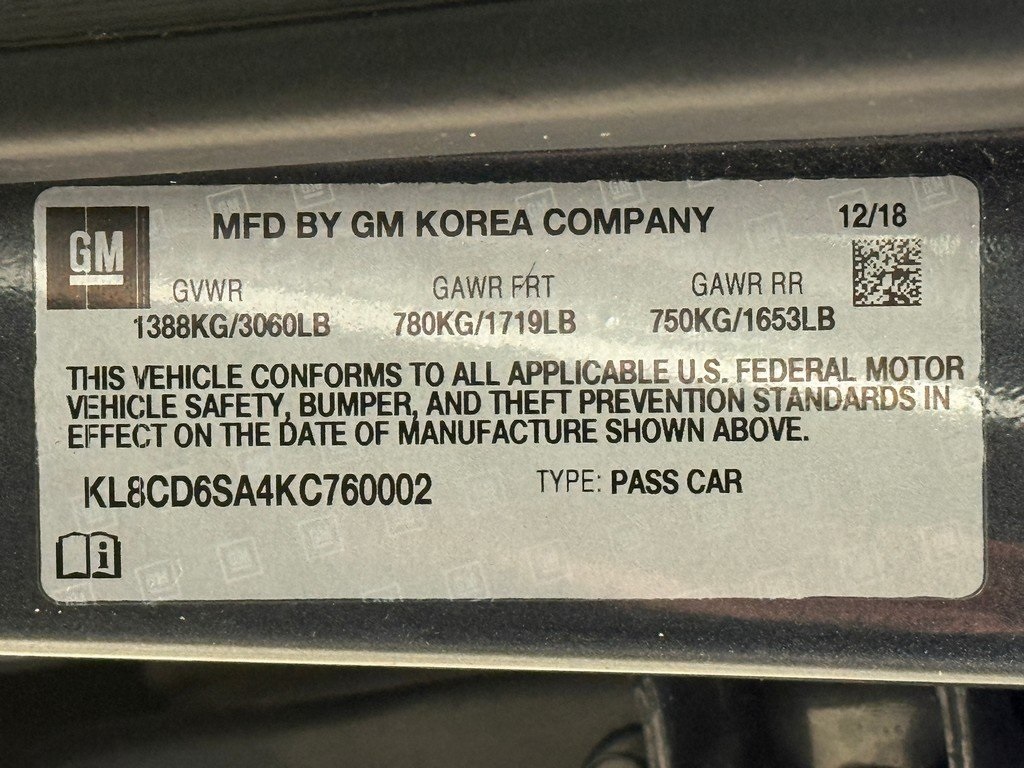 GM
MFD BY GM KOREA COMPANY 12/18
GVWR GAWR FRT GAWR RR
1388KG/3060LB 780KG/1719LB 750KG/1653LB
THIS VEHICLE CONFORMS TO ALL APPLICABLE U.S. FEDERAL MOTOR
VEHICLE SAFETY, BUMPER, AND THEFT PREVENTION STANDARDS IN
EFFECT ON THE DATE OF MANUFACTURE SHOWN ABOVE.
KL8CD6SA4KC760002 TYPE: PASS CAR
i